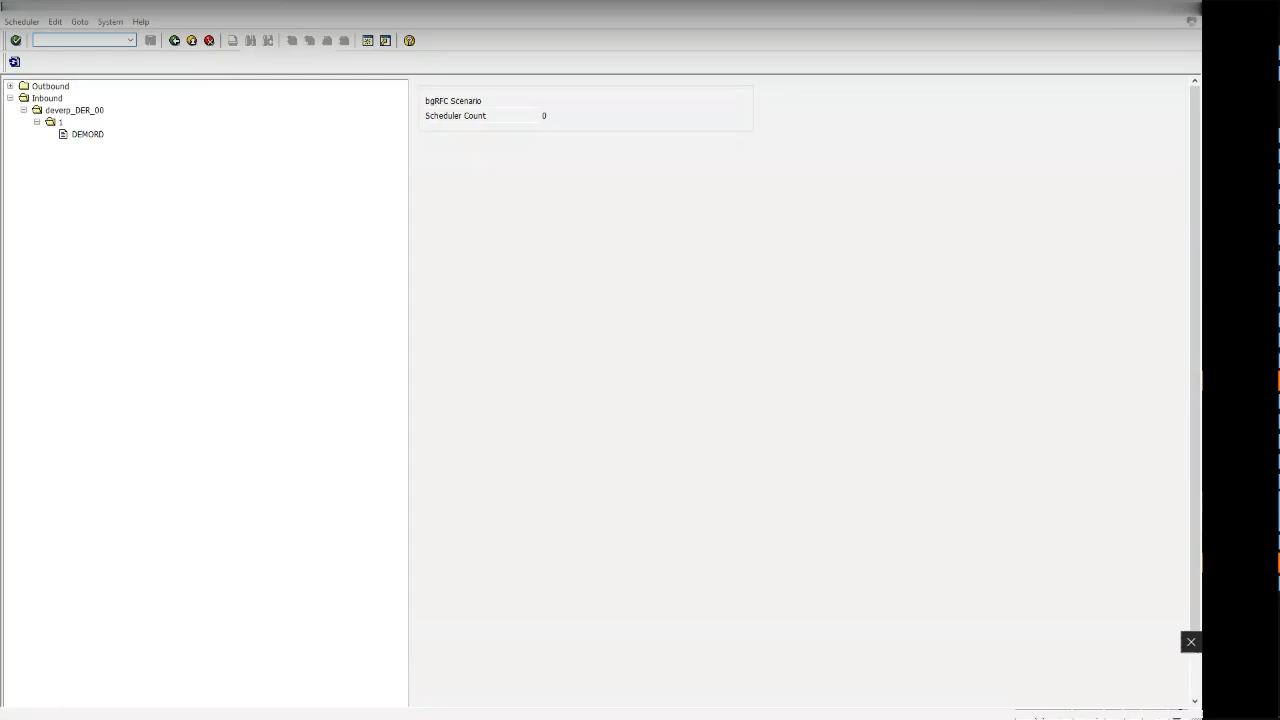 Scheduler Edit Goto System Help
Outbound
Inbound
deverp_DER_00
1
DEMORD
bgRFC Scenario
Scheduler Count 0